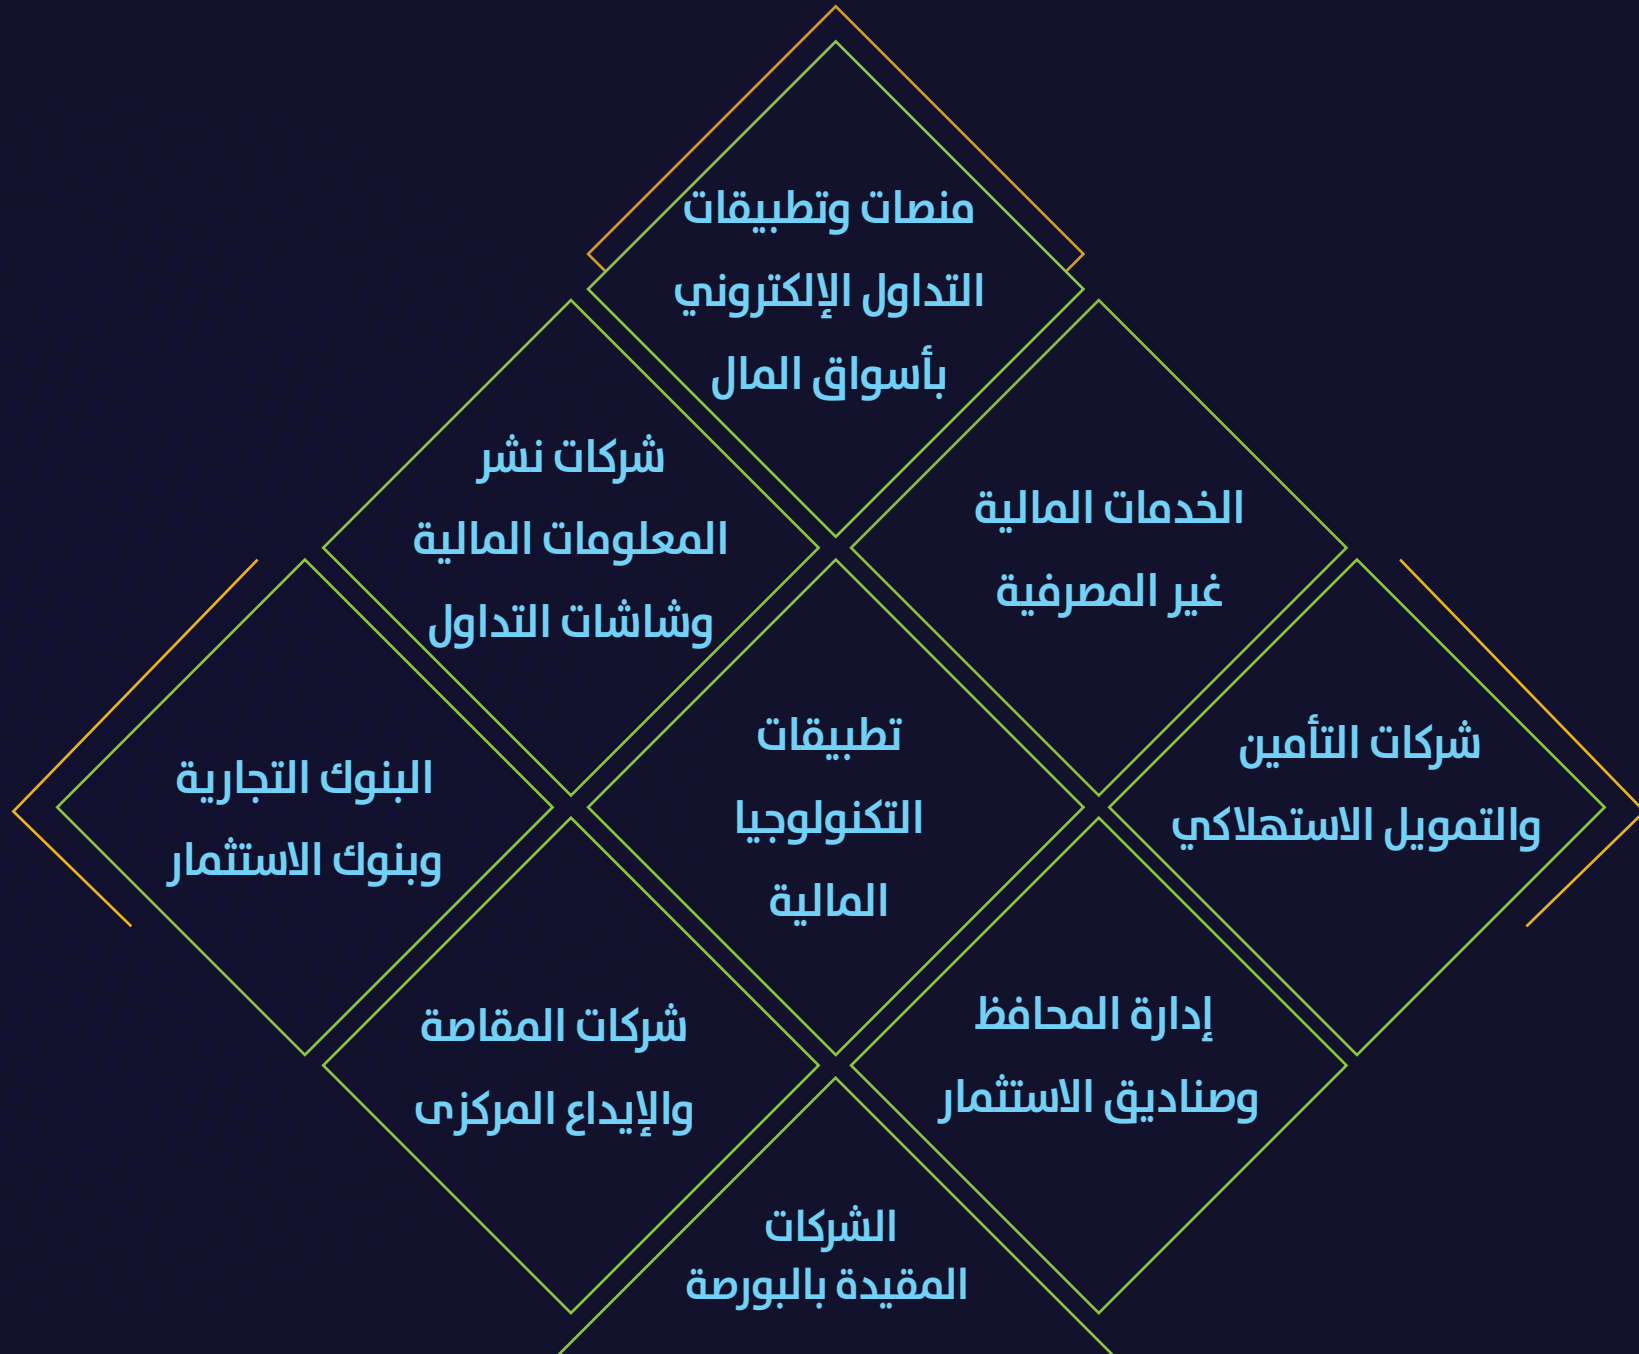 منصات وتطبيقات
التداول الإلكتروني
بأسواق المال
الخدمات المالية
غير المصرفية
شركات نشر
المعلومات المالية
وشاشات التداول
شركات التأمين
والتمويل الاستهلاكي
تطبيقات
التكنولوجيا
المالية
البنوك التجارية
وبنوك الاستثمار
إدارة المحافظ
وصناديق الاستثمار
شركات المقاصة
والإيداع المركزى
الشركات
المقيدة بالبورصة